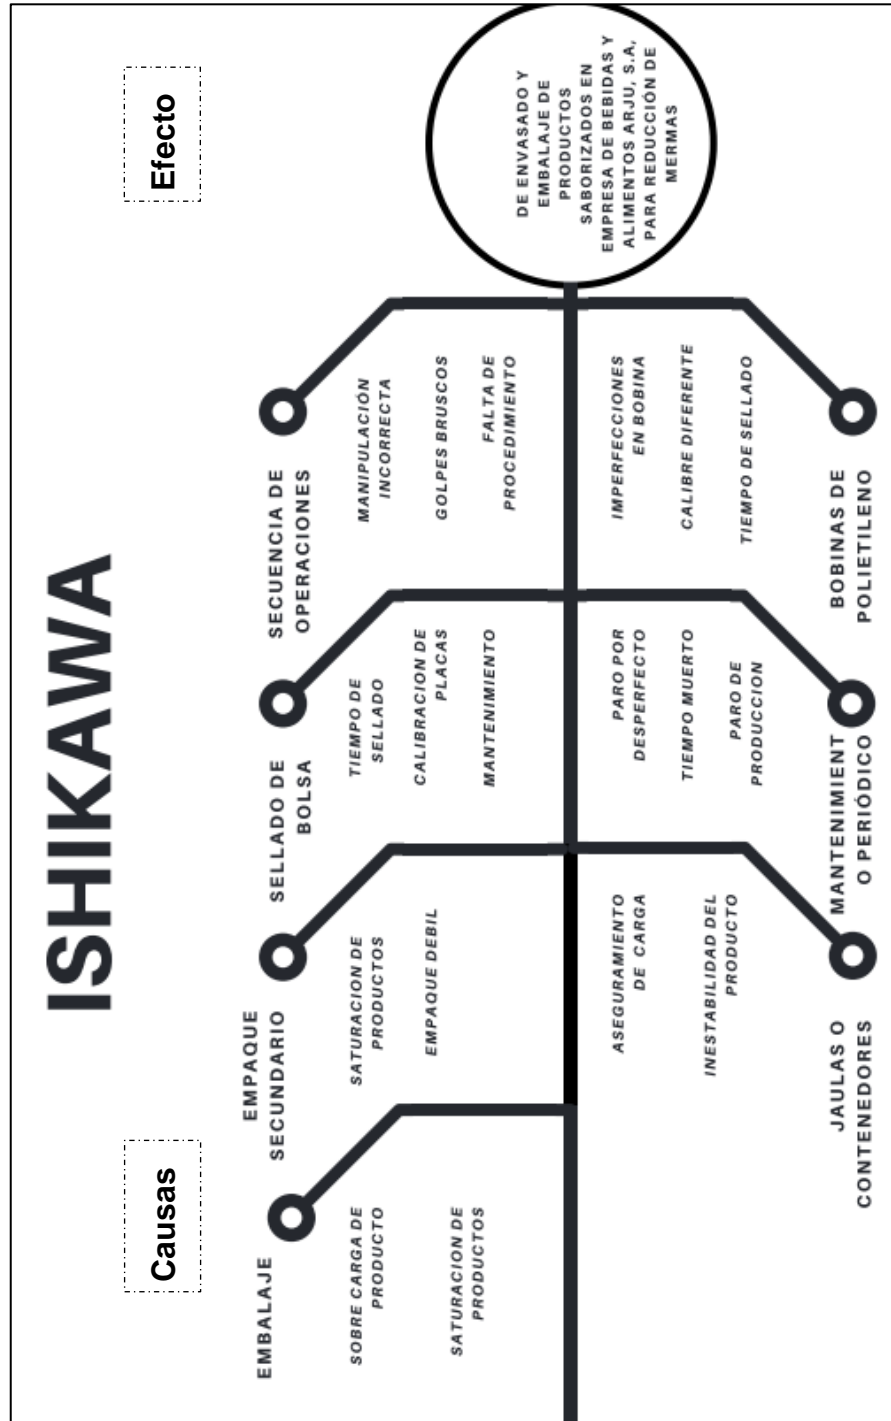 ISHIKAWA
Causas
Efecto
EMBALAJE
SOBRE CARGA DE
PRODUCTO
SATURACION DE
PRODUCTOS
EMPAQUE
SECUNDARIO
SATURACION DE
PRODUCTOS
EMPAQUE DEBIL
SELLADO DE
BOLSA
TIEMPO DE
SELLADO
CALIBRACION DE
PLACAS
MANTENIMIENTO
SECUENCIA DE
OPERACIONES
MANIPULACIÓN
INCORRECTA
GOLPES BRUSCOS
FALTA DE
PROCEDIMIENTO
DE ENVASADO Y
EMBALAJE DE
PRODUCTOS
SABORIZADOS EN
EMPRESA DE BEBIDAS Y
ALIMENTOS ARJU, S.A,
PARA REDUCCIÓN DE
MERMAS
ASEGURAMIENTO
DE CARGA
INESTABILIDAD DEL
PRODUCTO
JAULAS O
CONTENEDORES
PARO POR
DESPERFECTO
TIEMPO MUERTO
PARO DE
PRODUCCION
MANTENIMIENT
O PERIÓDICO
IMPERFECCIONES
EN BOBINA
CALIBRE DIFERENTE
TIEMPO DE SELLADO
BOBINAS DE
POLIETILENO